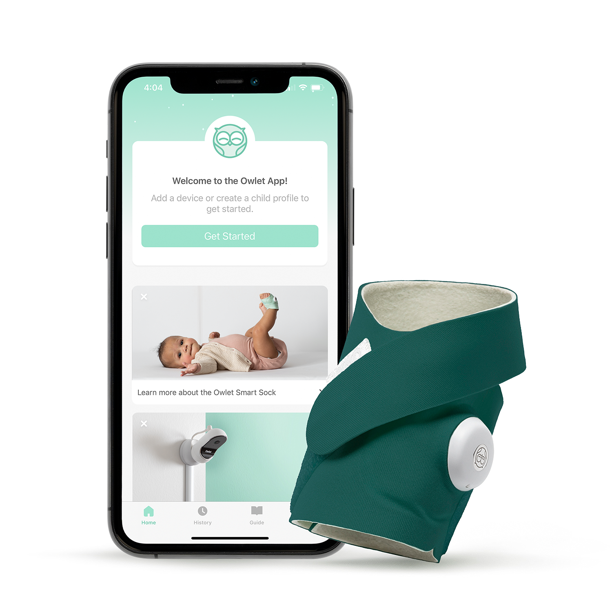 4:04
Welcome to the Owlet App!
Add a device or create a child profile to
get started.
Get Started
Learn more about the Owlet Smart Sock
Home
History
Guide